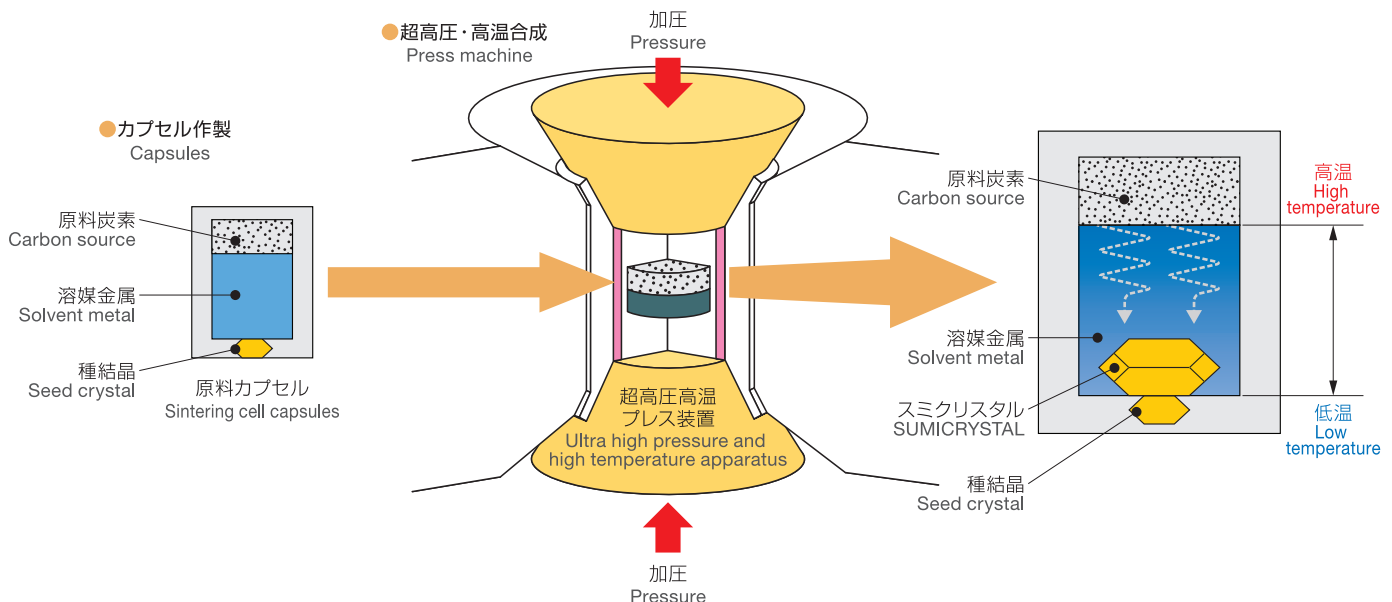 ●カプセル作製
Capsules
原料炭素
Carbon source
溶媒金属
Solvent metal
種結晶
Seed crystal
原料カプセル
Sintering cell capsules
●超高圧・高温合成
Press machine
加圧
Pressure
超高圧高温
プレス装置
Ultra high pressure and
high temperature apparatus
加圧
Pressure
原料炭素
Carbon source
溶媒金属
Solvent metal
スミクリスタル
SUMICRYSTAL
種結晶
Seed crystal
高温
High
temperature
低温
Low
temperature